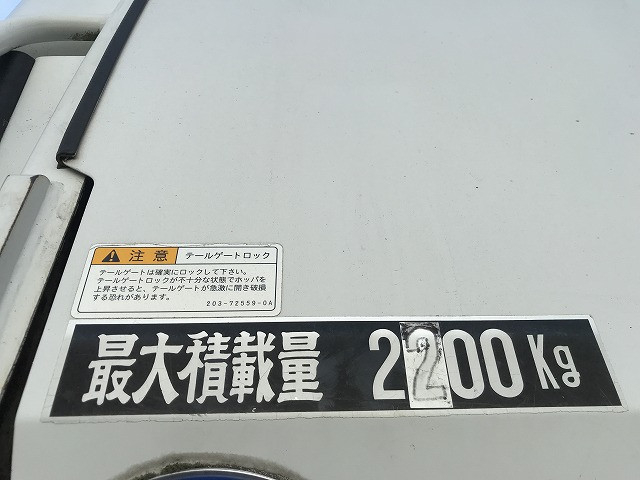 注意 テールゲートロック
テールゲートは確実にロックして下さい。
テールゲートロックが不十分な状態でホッパを
上昇させると、テールゲートが急激に開き破損
する恐れがあります。
203-72559-0A
最大積載量 2200Kg